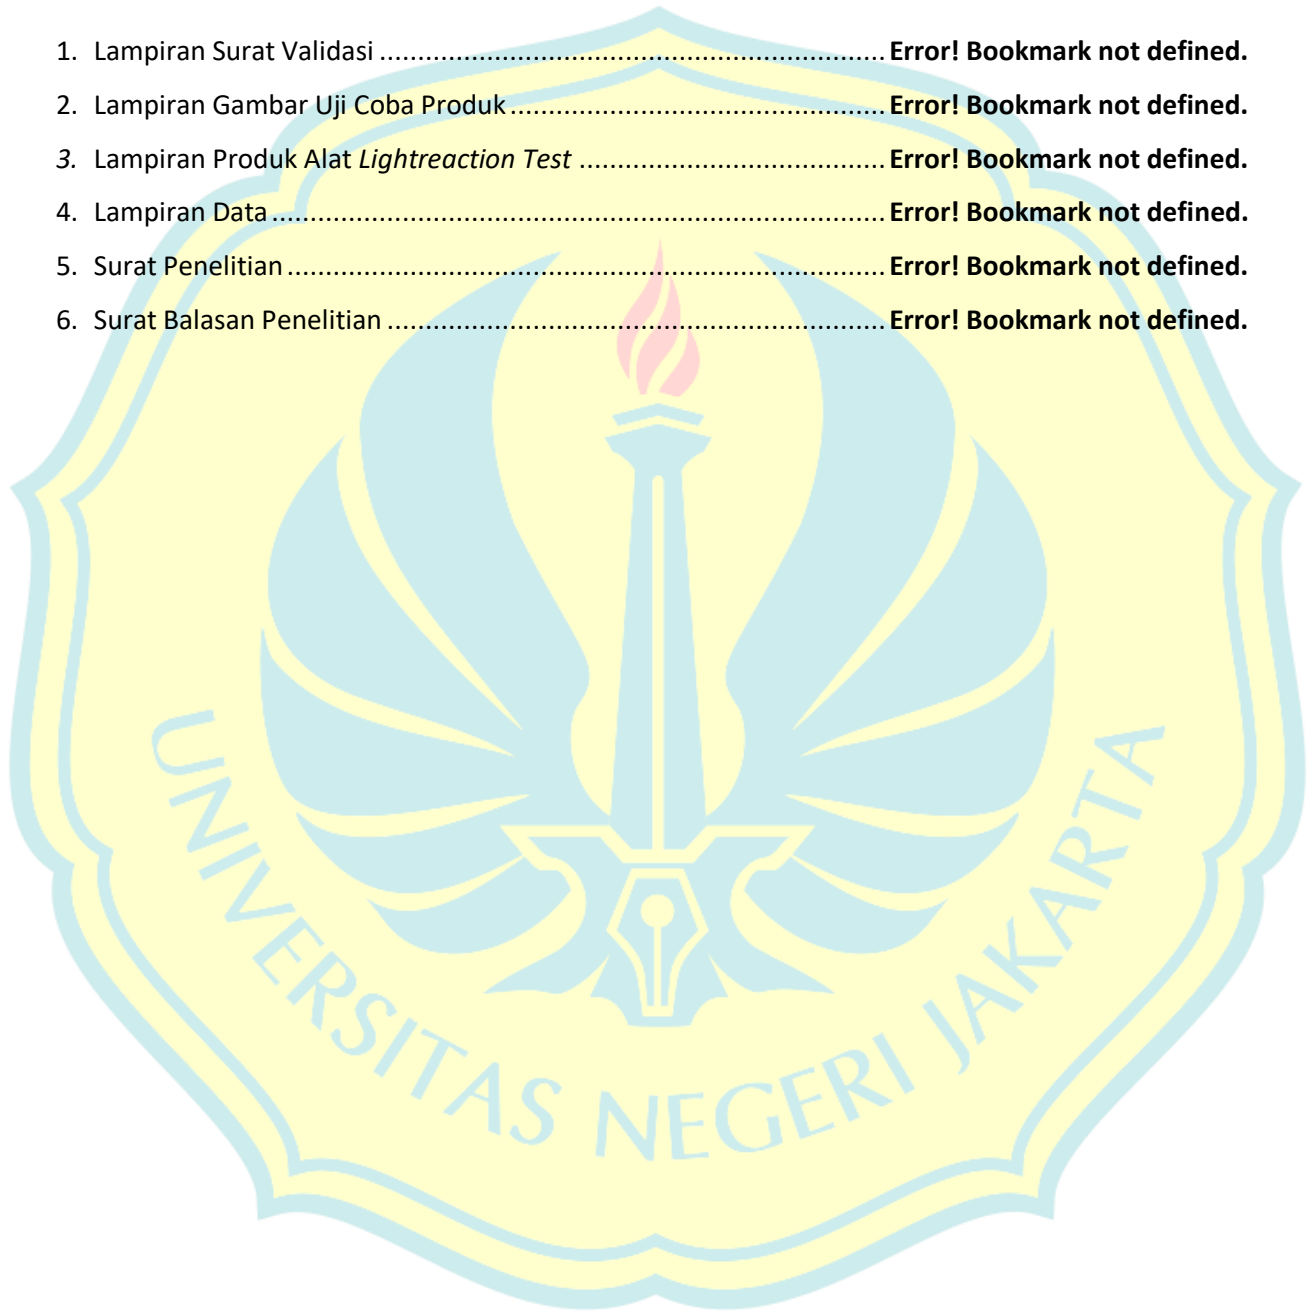 1. Lampiran Surat Validasi ................................................................ Error! Bookmark not defined.
2. Lampiran Gambar Uji Coba Produk ................................................ Error! Bookmark not defined.
3. Lampiran Produk Alat Lightreaction Test ....................................... Error! Bookmark not defined.
4. Lampiran Data ............................................................................... Error! Bookmark not defined.
5. Surat Penelitian ............................................................................. Error! Bookmark not defined.
6. Surat Balasan Penelitian ................................................................ Error! Bookmark not defined.
UNIVERSITAS NEGERI JAKARTA